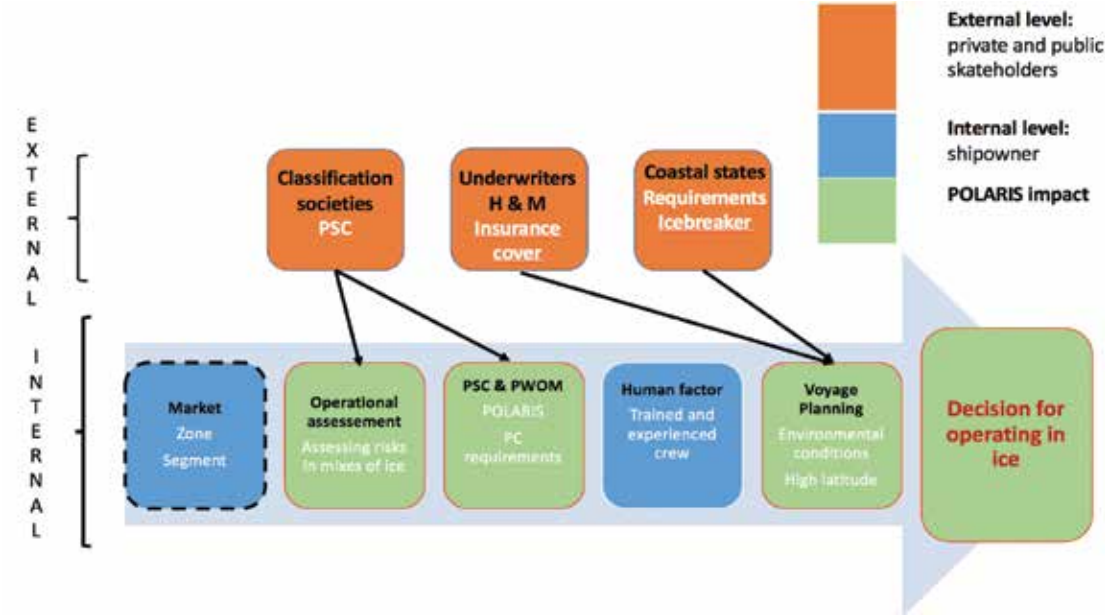 External level:
private and public
skateholders
Internal level:
shipowner
POLARIS impact
EXTERNAL
Classification
societies
PSC
Underwriters
H & M
Insurance
cover
Coastal states
Requirements
Icebreaker
INTERNAL
Market
Zone
Segment
Operational
assessement
Assessing risks
In mixes of ice
PSC & PWOM
POLARIS
PC
requirements
Human factor
Trained and
experienced
crew
Voyage
Planning
Environmental
conditions
High latitude
Decision for
operating in
ice